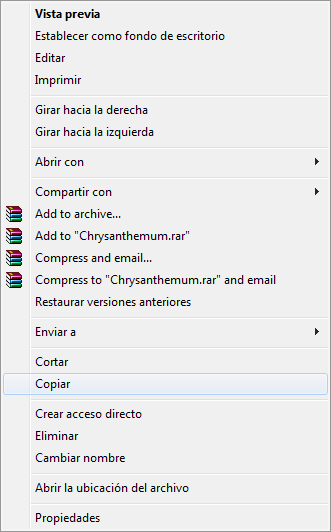 Vista previa
Establecer como fondo de escritorio
Editar
Imprimir
Girar hacia la derecha
Girar hacia la izquierda
Abrir con
Compartir con
Add to archive...
Add to "Chrysanthemum.rar"
Compress and email...
Compress to "Chrysanthemum.rar" and email
Restaurar versiones anteriores
Enviar a
Cortar
Copiar
Crear acceso directo
Eliminar
Cambiar nombre
Abrir la ubicación del archivo
Propiedades